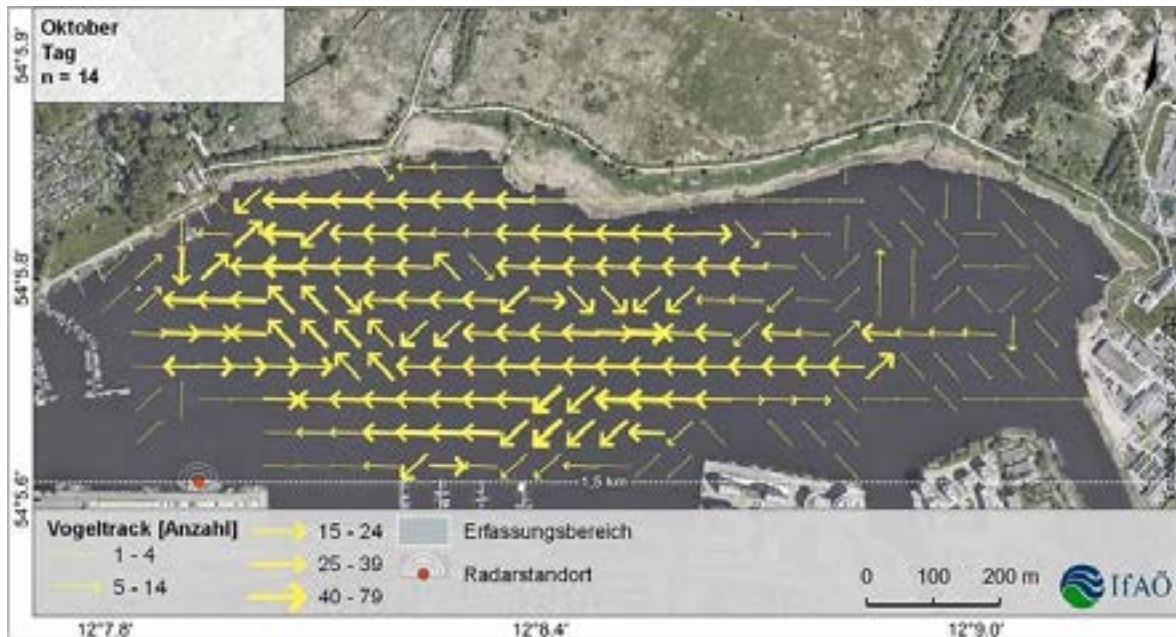 Oktober
Tag
n = 14
54°5.9'
54°5.8'
54°5.6'
1,5 km
Vogeltrack [Anzahl]
1 - 4
5 - 14
15 - 24
25 - 39
40 - 79
Erfassungsbereich
Radarstandort
0 100 200 m
IfAÖ
12°7.8' 12°8.4' 12°9.0'